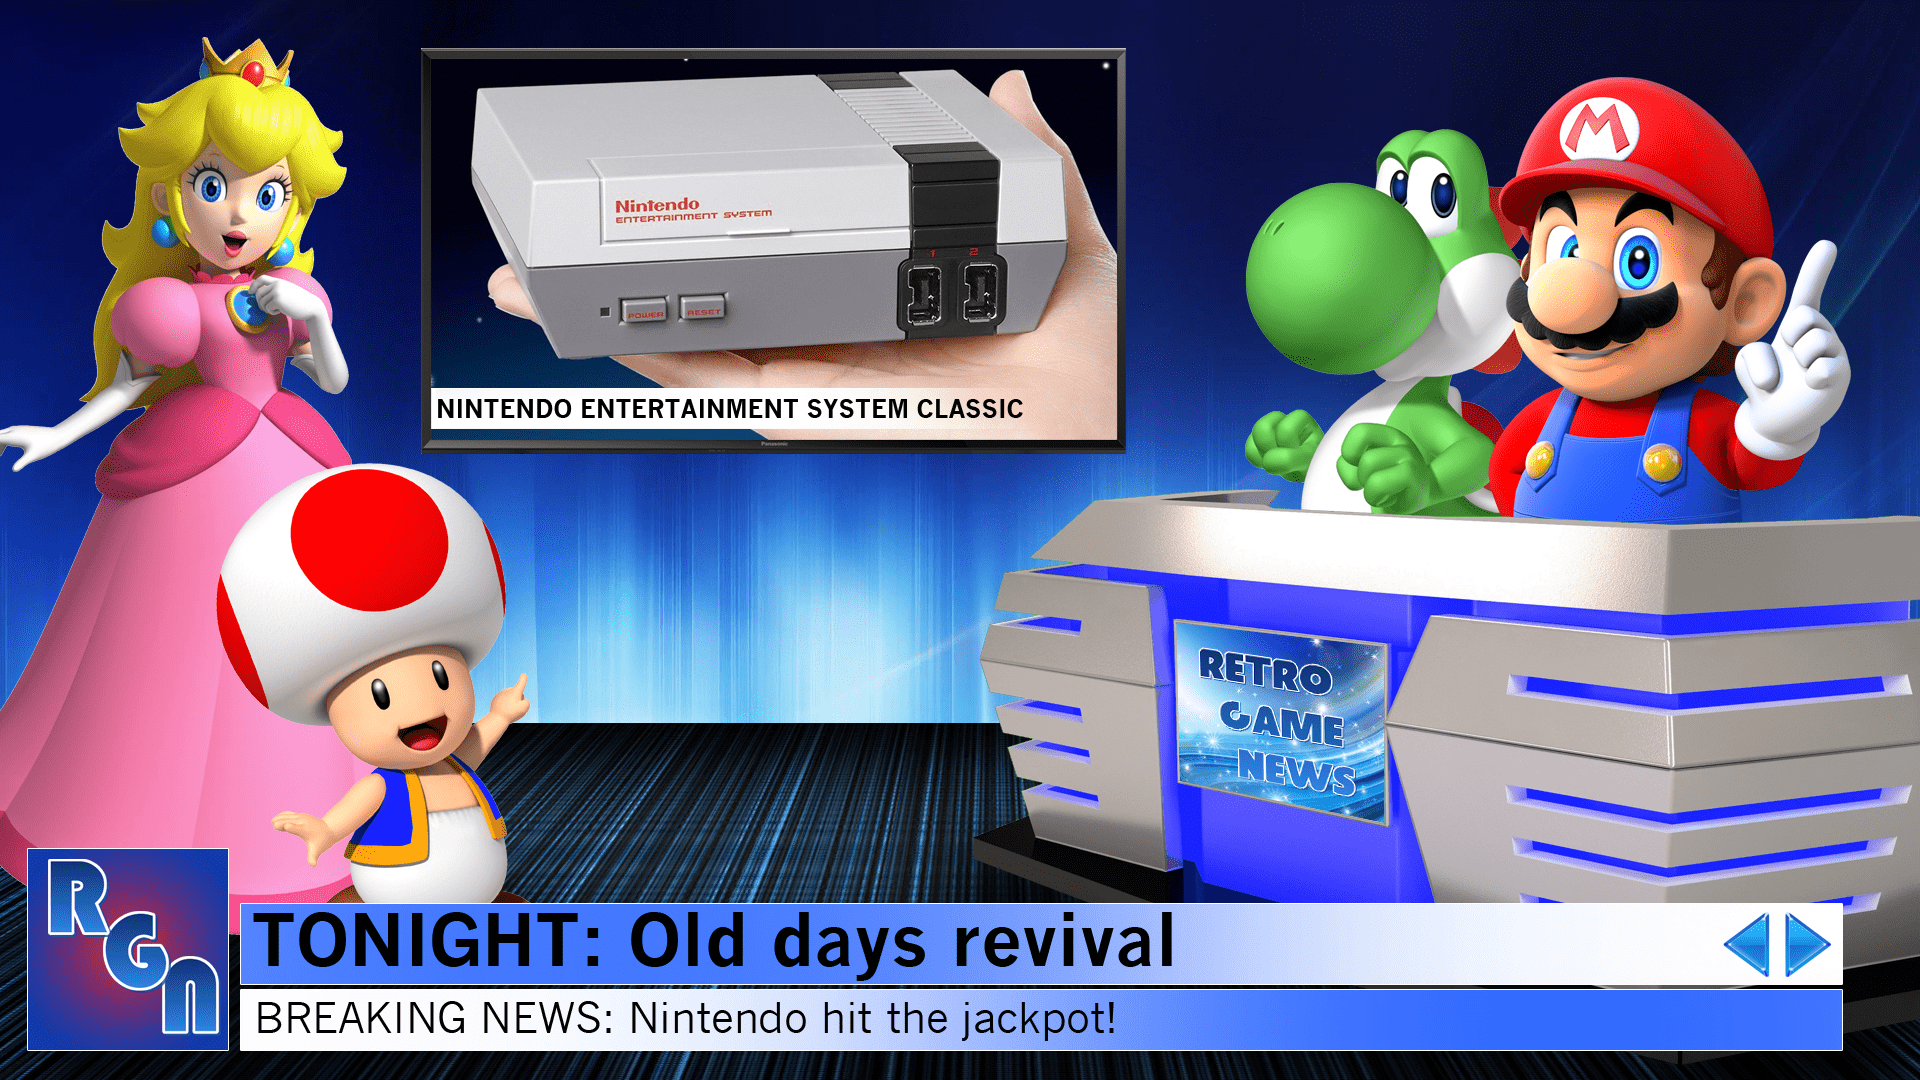 Nintendo
ENTERTAINMENT SYSTEM
1 2
POWER RESET
NINTENDO ENTERTAINMENT SYSTEM CLASSIC
Panasonic
M
RETRO
GAME
NEWS
RGN
TONIGHT: Old days revival
BREAKING NEWS: Nintendo hit the jackpot!